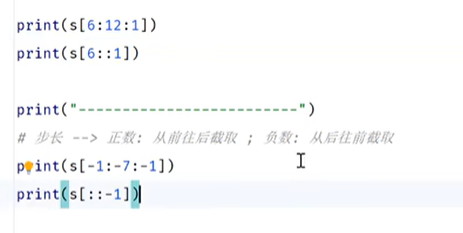 print(s[6:12:1])
print(s[6::1])
print("-------------------------")
# 步长 --> 正数: 从前往后截取 ; 负数: 从后往前截取
print(s[-1:-7:-1])
print(s[::-1])